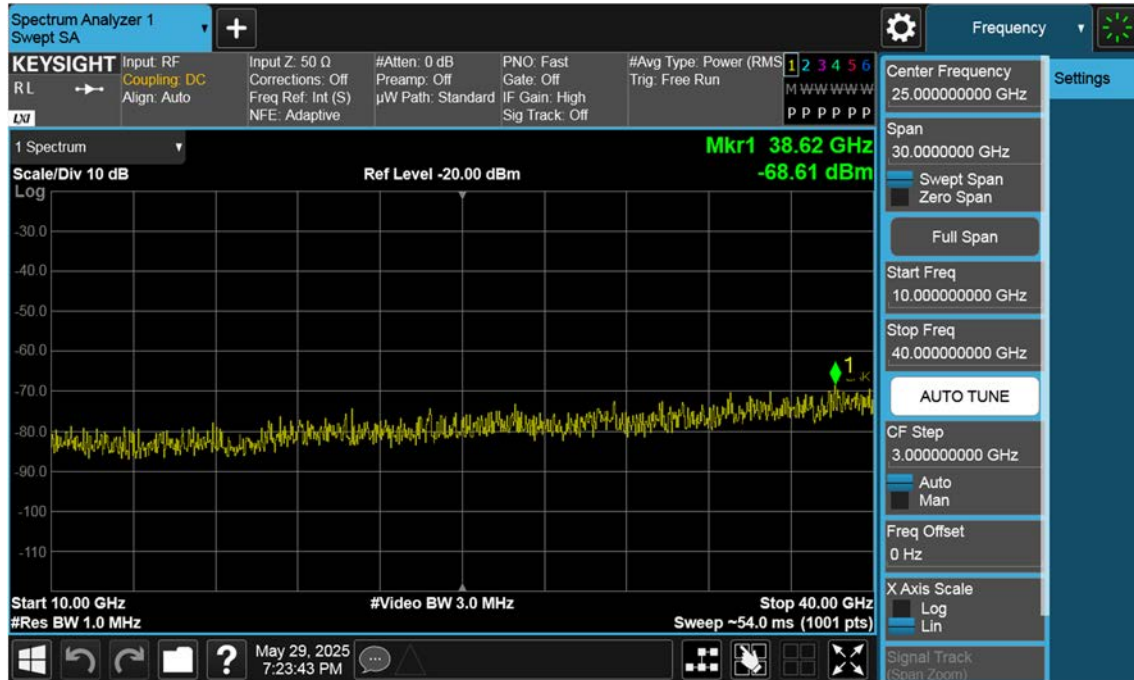 Spectrum Analyzer 1
Swept SA
Frequency
KEYSIGHT
R L
LXI
Input: RF
Coupling: DC
Align: Auto
Input Z: 50 Ω
Corrections: Off
Freq Ref: Int (S)
NFE: Adaptive
#Atten: 0 dB
Preamp: Off
µW Path: Standard
PNO: Fast
Gate: Off
IF Gain: High
Sig Track: Off
#Avg Type: Power (RMS
Trig: Free Run
1 2 3 4 5 6
M W W W W W
P P P P P P
1 Spectrum
Mkr1 38.62 GHz
-68.61 dBm
Scale/Div 10 dB
Ref Level -20.00 dBm
Log
-30.0
-40.0
-50.0
-60.0
-70.0
-80.0
-90.0
-100
-110
1
Start 10.00 GHz
#Video BW 3.0 MHz
Stop 40.00 GHz
#Res BW 1.0 MHz
Sweep ~54.0 ms (1001 pts)
?
May 29, 2025
7:23:43 PM
Center Frequency
25.000000000 GHz
Span
30.0000000 GHz
Swept Span
Zero Span
Full Span
Start Freq
10.000000000 GHz
Stop Freq
40.000000000 GHz
AUTO TUNE
CF Step
3.000000000 GHz
Auto
Man
Freq Offset
0 Hz
X Axis Scale
Log
Lin
Signal Track
(Span Zoom)
Settings